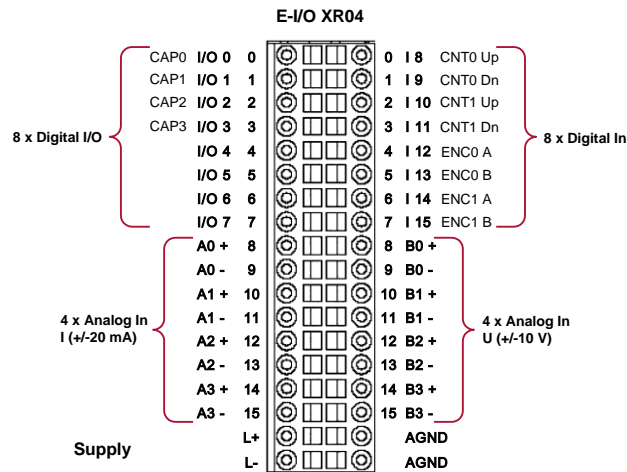 E-I/O XR04
CAP0 I/O 0 0 0 I 8 CNT0 Up
CAP1 I/O 1 1 1 I 9 CNT0 Dn
CAP2 I/O 2 2 2 I 10 CNT1 Up
CAP3 I/O 3 3 3 I 11 CNT1 Dn
8 x Digital I/O 8 x Digital In
I/O 4 4 4 I 12 ENC0 A
I/O 5 5 5 I 13 ENC0 B
I/O 6 6 6 I 14 ENC1 A
I/O 7 7 7 I 15 ENC1 B
A0 + 8 8 B0 +
A0 - 9 9 B0 -
A1 + 10 10 B1 +
A1 - 11 11 B1 -
4 x Analog In 4 x Analog In
I (+/-20 mA) U (+/-10 V)
A2 + 12 12 B2 +
A2 - 13 13 B2 -
A3 + 14 14 B3 +
A3 - 15 15 B3 -
Supply
L+ AGND
L- AGND